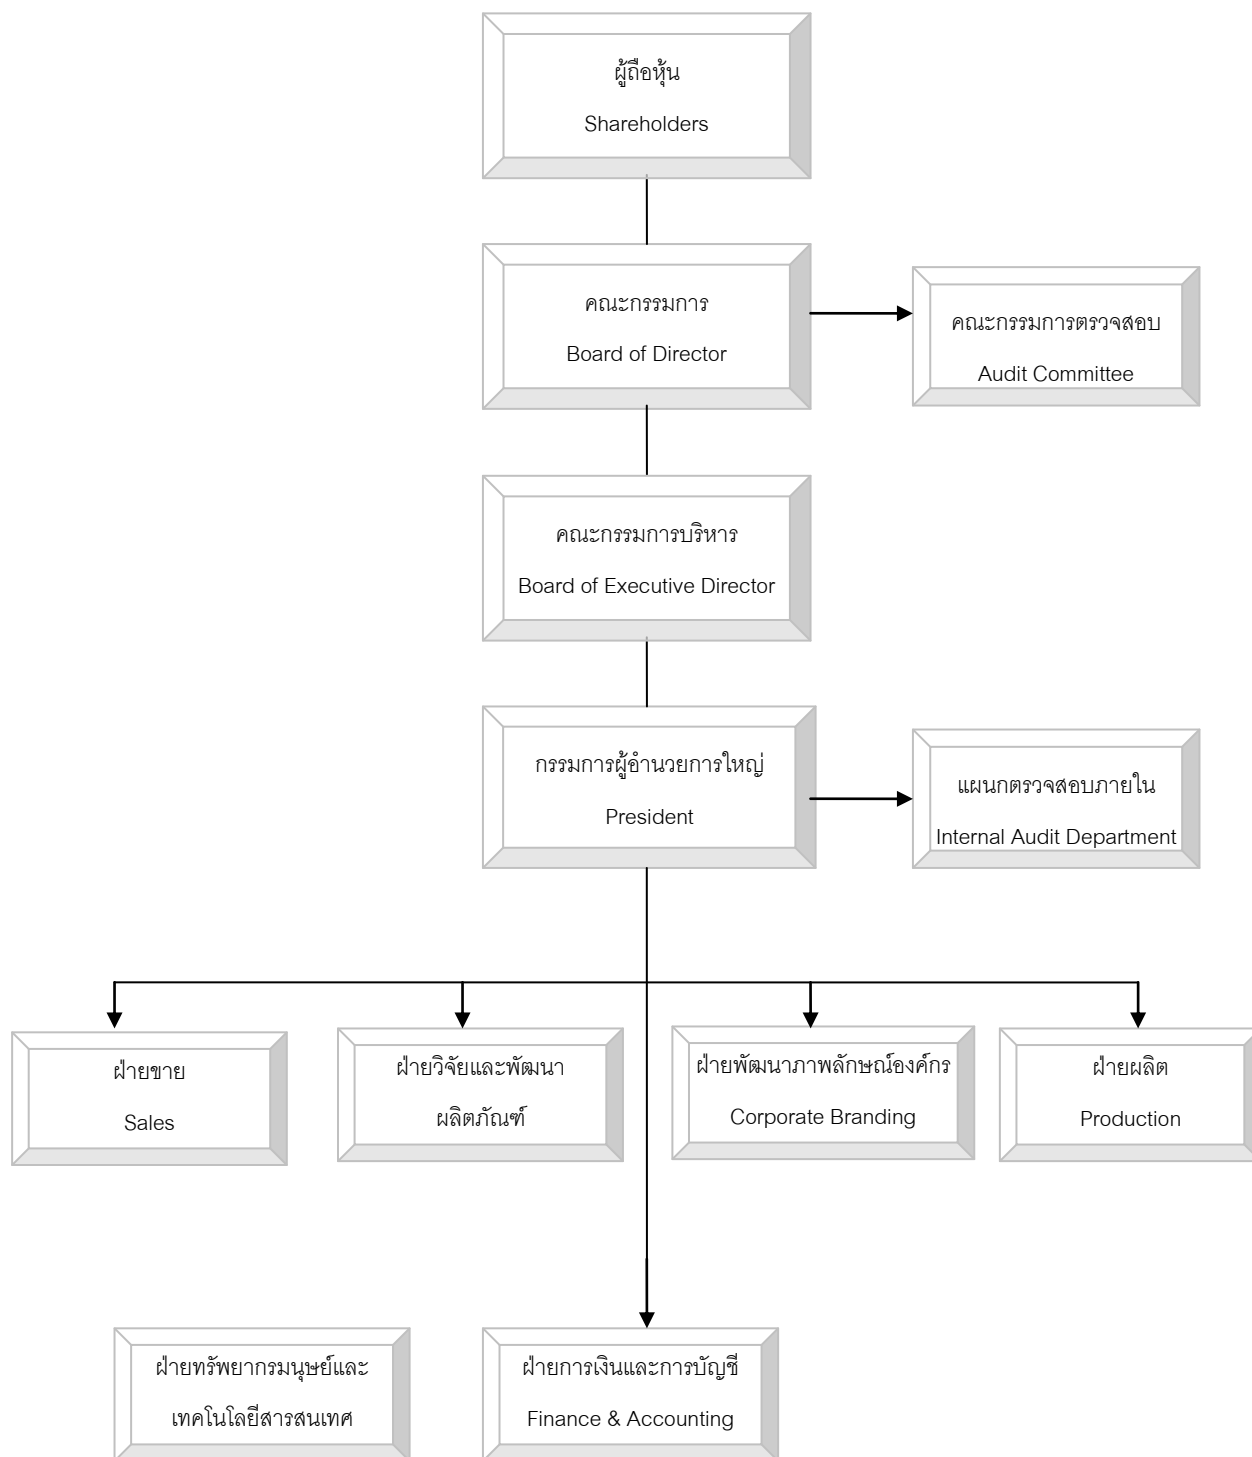 ผู้ถือหุ้น
Shareholders
คณะกรรมการ
Board of Director
คณะกรรมการตรวจสอบ
Audit Committee
คณะกรรมการบริหาร
Board of Executive Director
กรรมการผู้อำนวยการใหญ่
President
แผนกตรวจสอบภายใน
Internal Audit Department
ฝ่ายขาย
Sales
ฝ่ายวิจัยและพัฒนา
ผลิตภัณฑ์
ฝ่ายพัฒนาภาพลักษณ์องค์กร
Corporate Branding
ฝ่ายผลิต
Production
ฝ่ายทรัพยากรมนุษย์และ
เทคโนโลยีสารสนเทศ
ฝ่ายการเงินและการบัญชี
Finance & Accounting